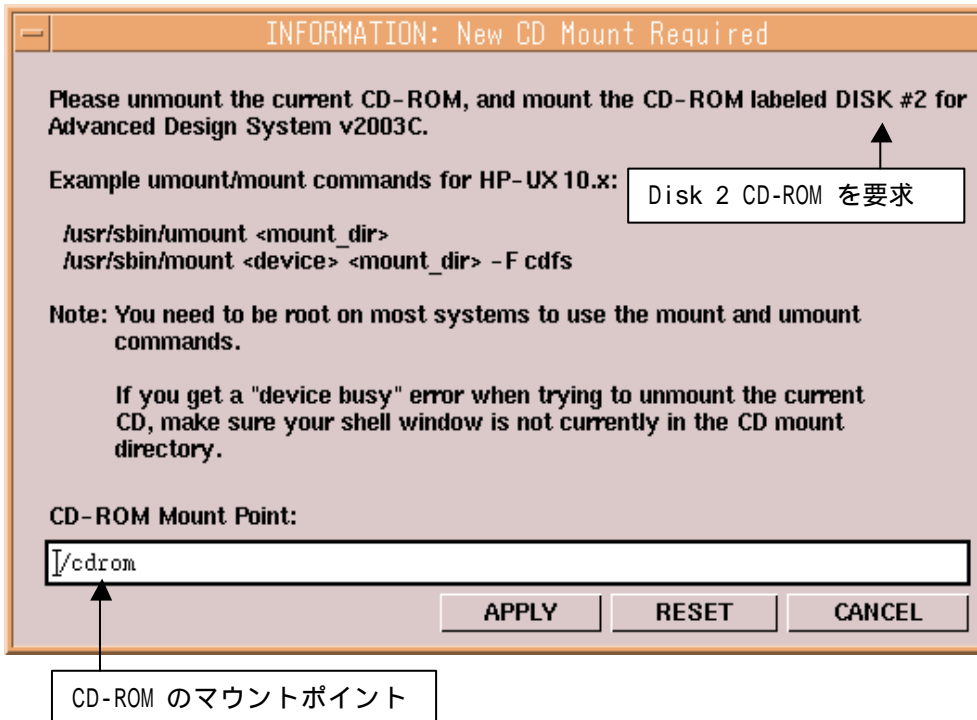 INFORMATION: New CD Mount Required
Please unmount the current CD-ROM, and mount the CD-ROM labeled DISK #2 for
Advanced Design System v2003C.
Example umount/mount commands for HP-UX 10.x:
Disk 2 CD-ROM を要求
/usr/sbin/umount <mount_dir>
/usr/sbin/mount <device> <mount_dir> -F cdfs
Note: You need to be root on most systems to use the mount and umount
commands.
If you get a "device busy" error when trying to unmount the current
CD, make sure your shell window is not currently in the CD mount
directory.
CD-ROM Mount Point:
/cdrom
APPLY RESET CANCEL
CD-ROM のマウントポイント